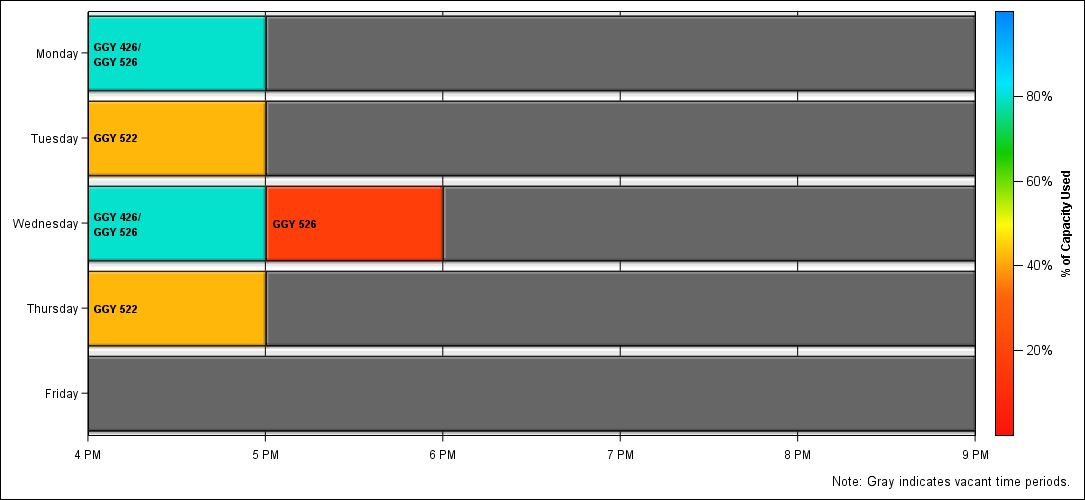 Monday
GGY 426/
GGY 526
Tuesday
GGY 522
Wednesday
GGY 426/
GGY 526
GGY 526
Thursday
GGY 522
Friday
4 PM
5 PM
6 PM
7 PM
8 PM
9 PM
80%
60%
40%
20%
% of Capacity Used
Note: Gray indicates vacant time periods.